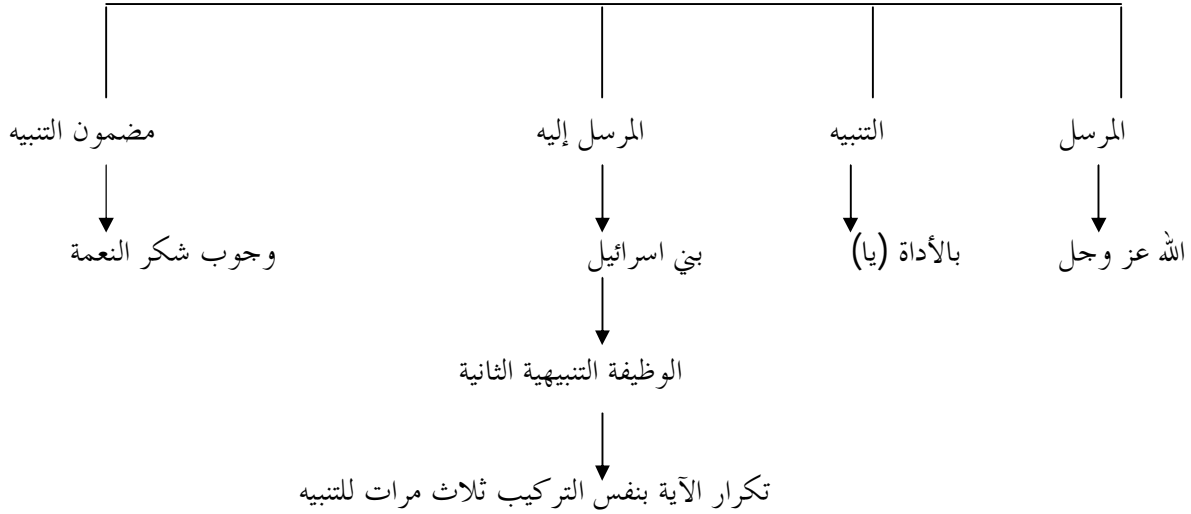 المرسل التنبيه المرسل إليه مضمون التنبيه
الله عز وجل بالأداة (يا) بني اسرائيل وجوب شكر النعمة
الوظيفة التنبيهية الثانية
تكرار الآية بنفس التركيب ثلاث مرات للتنبيه